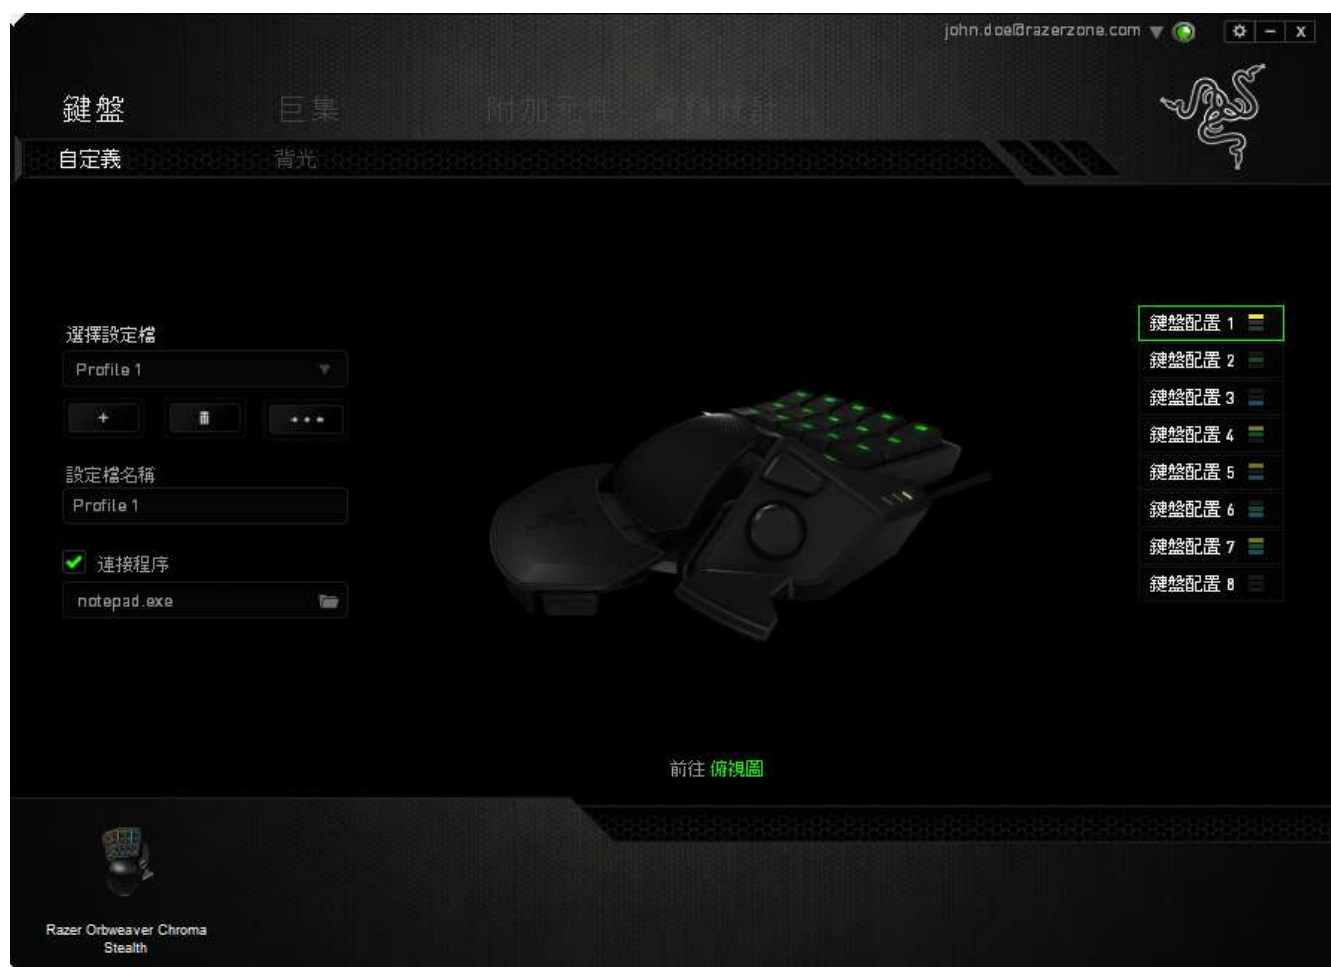 john.doe@razerzone.com
鍵盤
巨集
附加元件
自定義
背光
選擇設定檔
Profile 1
設定檔名稱
Profile 1
連接程序
notepad.exe
鍵盤配置 1
鍵盤配置 2
鍵盤配置 3
鍵盤配置 4
鍵盤配置 5
鍵盤配置 6
鍵盤配置 7
鍵盤配置 8
前往 俯視圖
Razer Orbweaver Chroma
Stealth